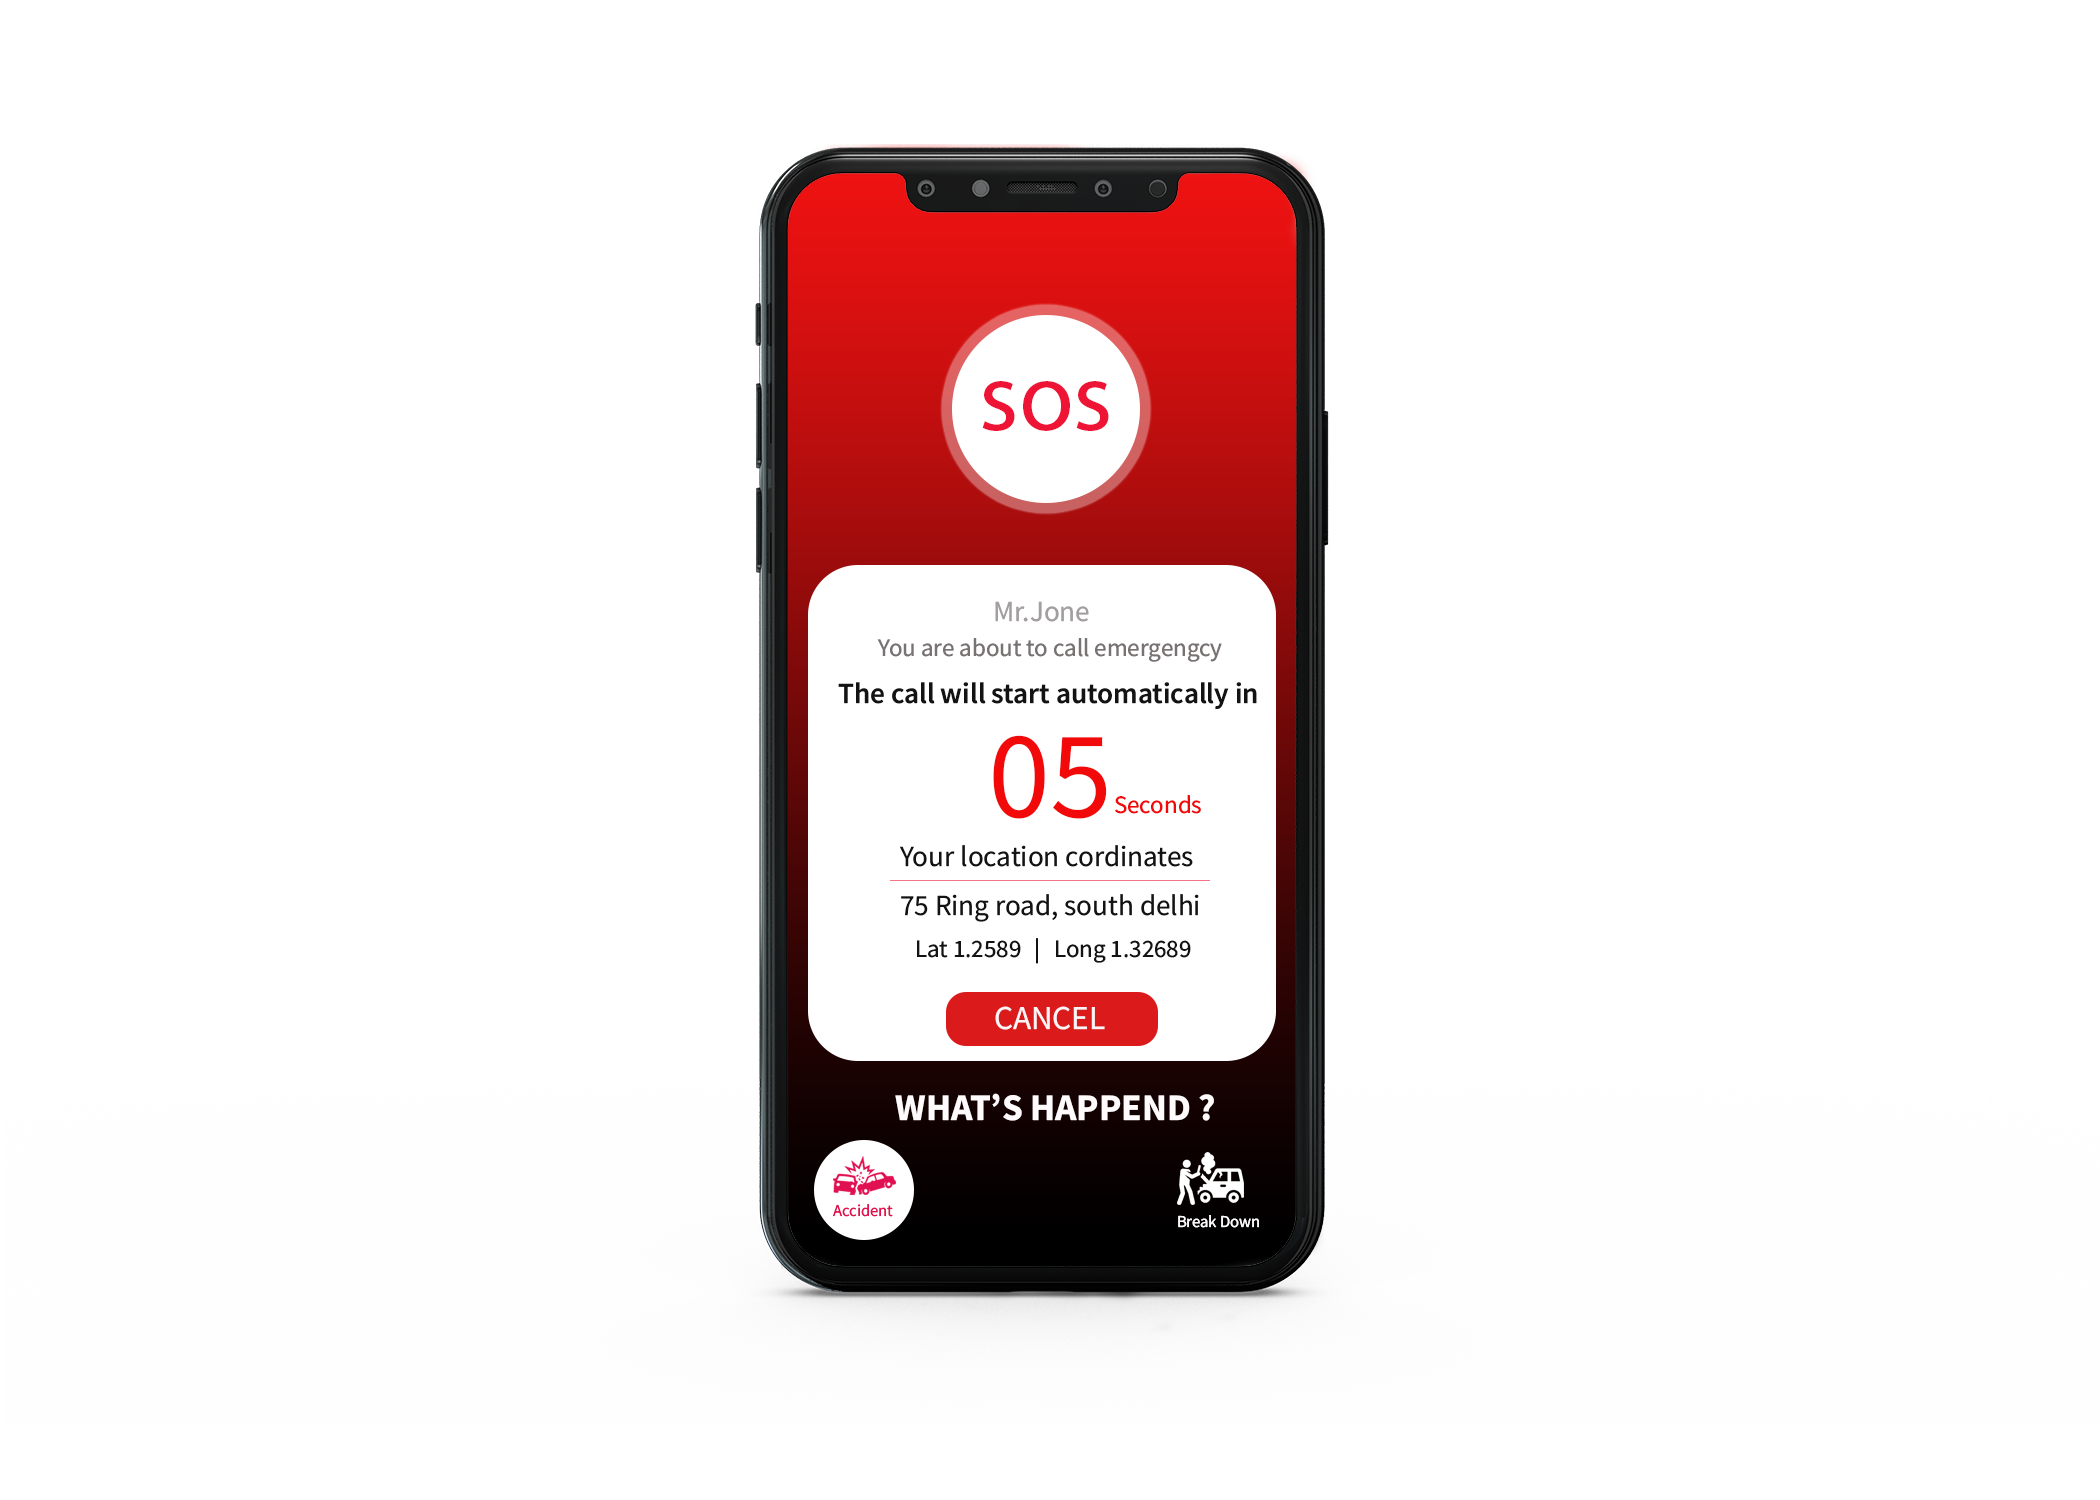 SOS
Mr.Jone
You are about to call emergengcy
The call will start automatically in
05 Seconds
Your location cordinates
75 Ring road, south delhi
Lat 1.2589 | Long 1.32689
CANCEL
WHAT’S HAPPEND ?
Accident
Break Down